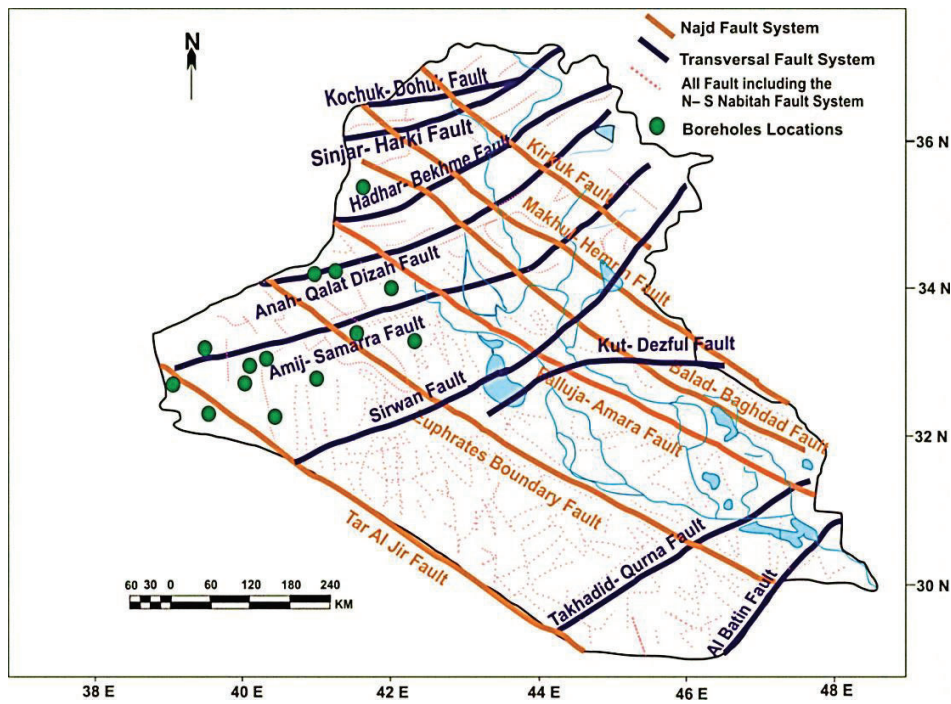 N
Najd Fault System
Transversal Fault System
All Fault including the
N– S Nabitah Fault System
Boreholes Locations
Kochuk- Dohuk Fault
Sinjar- Harki Fault
Hadhar- Bekhme Fault
Kirkuk Fault
Makhul- Hemrin Fault
Anah- Qalat Dizah Fault
Amij- Samarra Fault
Kut- Dezful Fault
Sirwan Fault
Balad- Baghdad Fault
Falluja- Amara Fault
Euphrates Boundary Fault
Tar Al Jir Fault
Takhadid- Qurna Fault
Al Batin Fault
36 N
34 N
32 N
30 N
60 30 0 60 120 180 240
KM
38 E 40 E 42 E 44 E 46 E 48 E